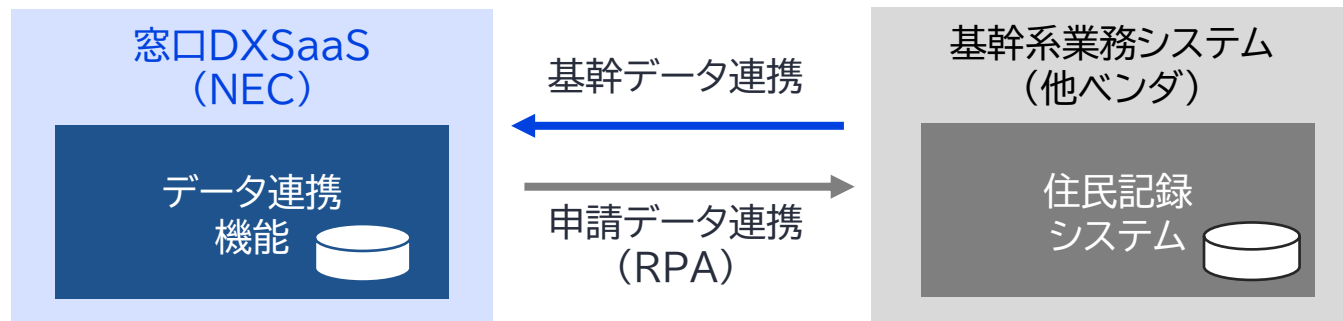 窓口DXSaaS
（NEC）
データ連携
機能
基幹データ連携
申請データ連携
（RPA）
基幹系業務システム
（他ベンダ）
住民記録
システム